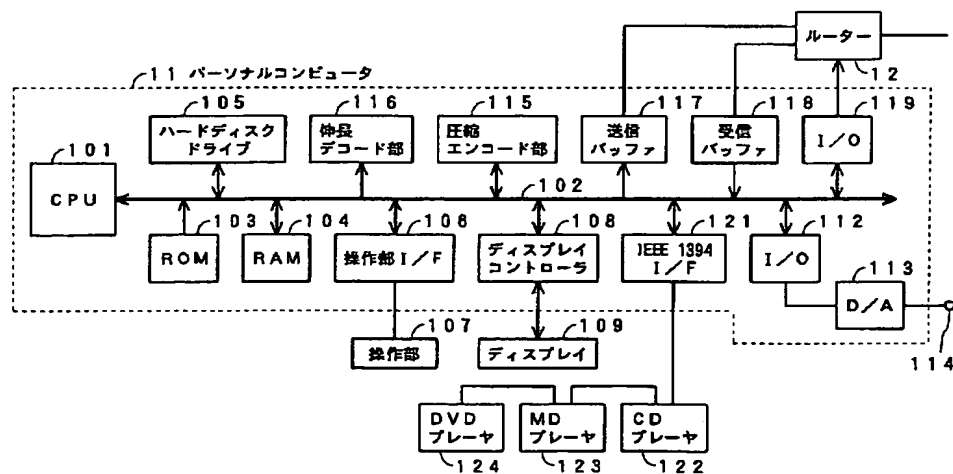 ルーター
12
11 パーソナルコンピュータ
105
116
115
117
118
119
ハードディスク
ドライブ
伸長
デコード部
圧縮
エンコード部
送信
バッファ
受信
バッファ
I/O
101
CPU
102
103
104
106
108
121
112
ROM
RAM
操作部 I/F
ディスプレイ
コントローラ
IEEE 1394
I/F
I/O
113
D/A
107
109
114
操作部
ディスプレイ
DVD
プレーヤ
MD
プレーヤ
CD
プレーヤ
124
123
122